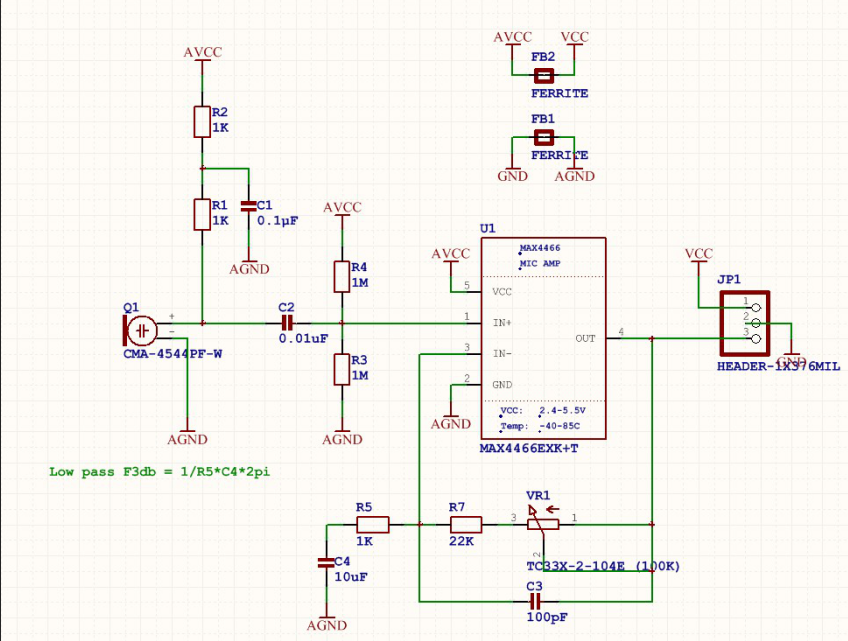 AVCC VCC
FB2
FERRITE
FB1
FERRITE
GND AGND
AVCC
R2
1K
R1
1K
C1
0.1µF
AGND
AVCC
R4
1M
R3
1M
AGND
Q1
+
-
CMA-4544PF-W
AGND
C2
0.01uF
U1
MAX4466
MIC AMP
AVCC
5 VCC
1 IN+
3 IN-
2 GND
OUT 4
AGND
VCC: 2.4-5.5V
Temp: -40-85C
MAX4466EXK+T
VCC
JP1
1
2
3
GND
HEADER-1X376MIL
Low pass F3db = 1/R5*C4*2pi
R5
1K
C4
10uF
AGND
R7
22K
VR1
3 1
2
TC33X-2-104E (100K)
C3
100pF